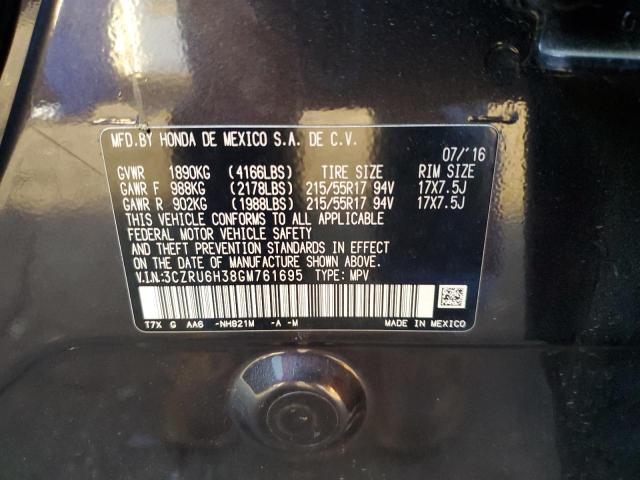 MFD.BY HONDA DE MEXICO S.A. DE C.V.
07/'16
GVWR 1890KG (4166LBS) TIRE SIZE RIM SIZE
GAWR F 988KG (2178LBS) 215/55R17 94V 17X7.5J
GAWR R 902KG (1988LBS) 215/55R17 94V 17X7.5J
THIS VEHICLE CONFORMS TO ALL APPLICABLE
FEDERAL MOTOR VEHICLE SAFETY
AND THEFT PREVENTION STANDARDS IN EFFECT
ON THE DATE OF MANUFACTURE SHOWN ABOVE.
V.I.N:3CZRU6H38GM761695 TYPE: MPV
T7X G AA6 -NH821M -A -M MADE IN MEXICO